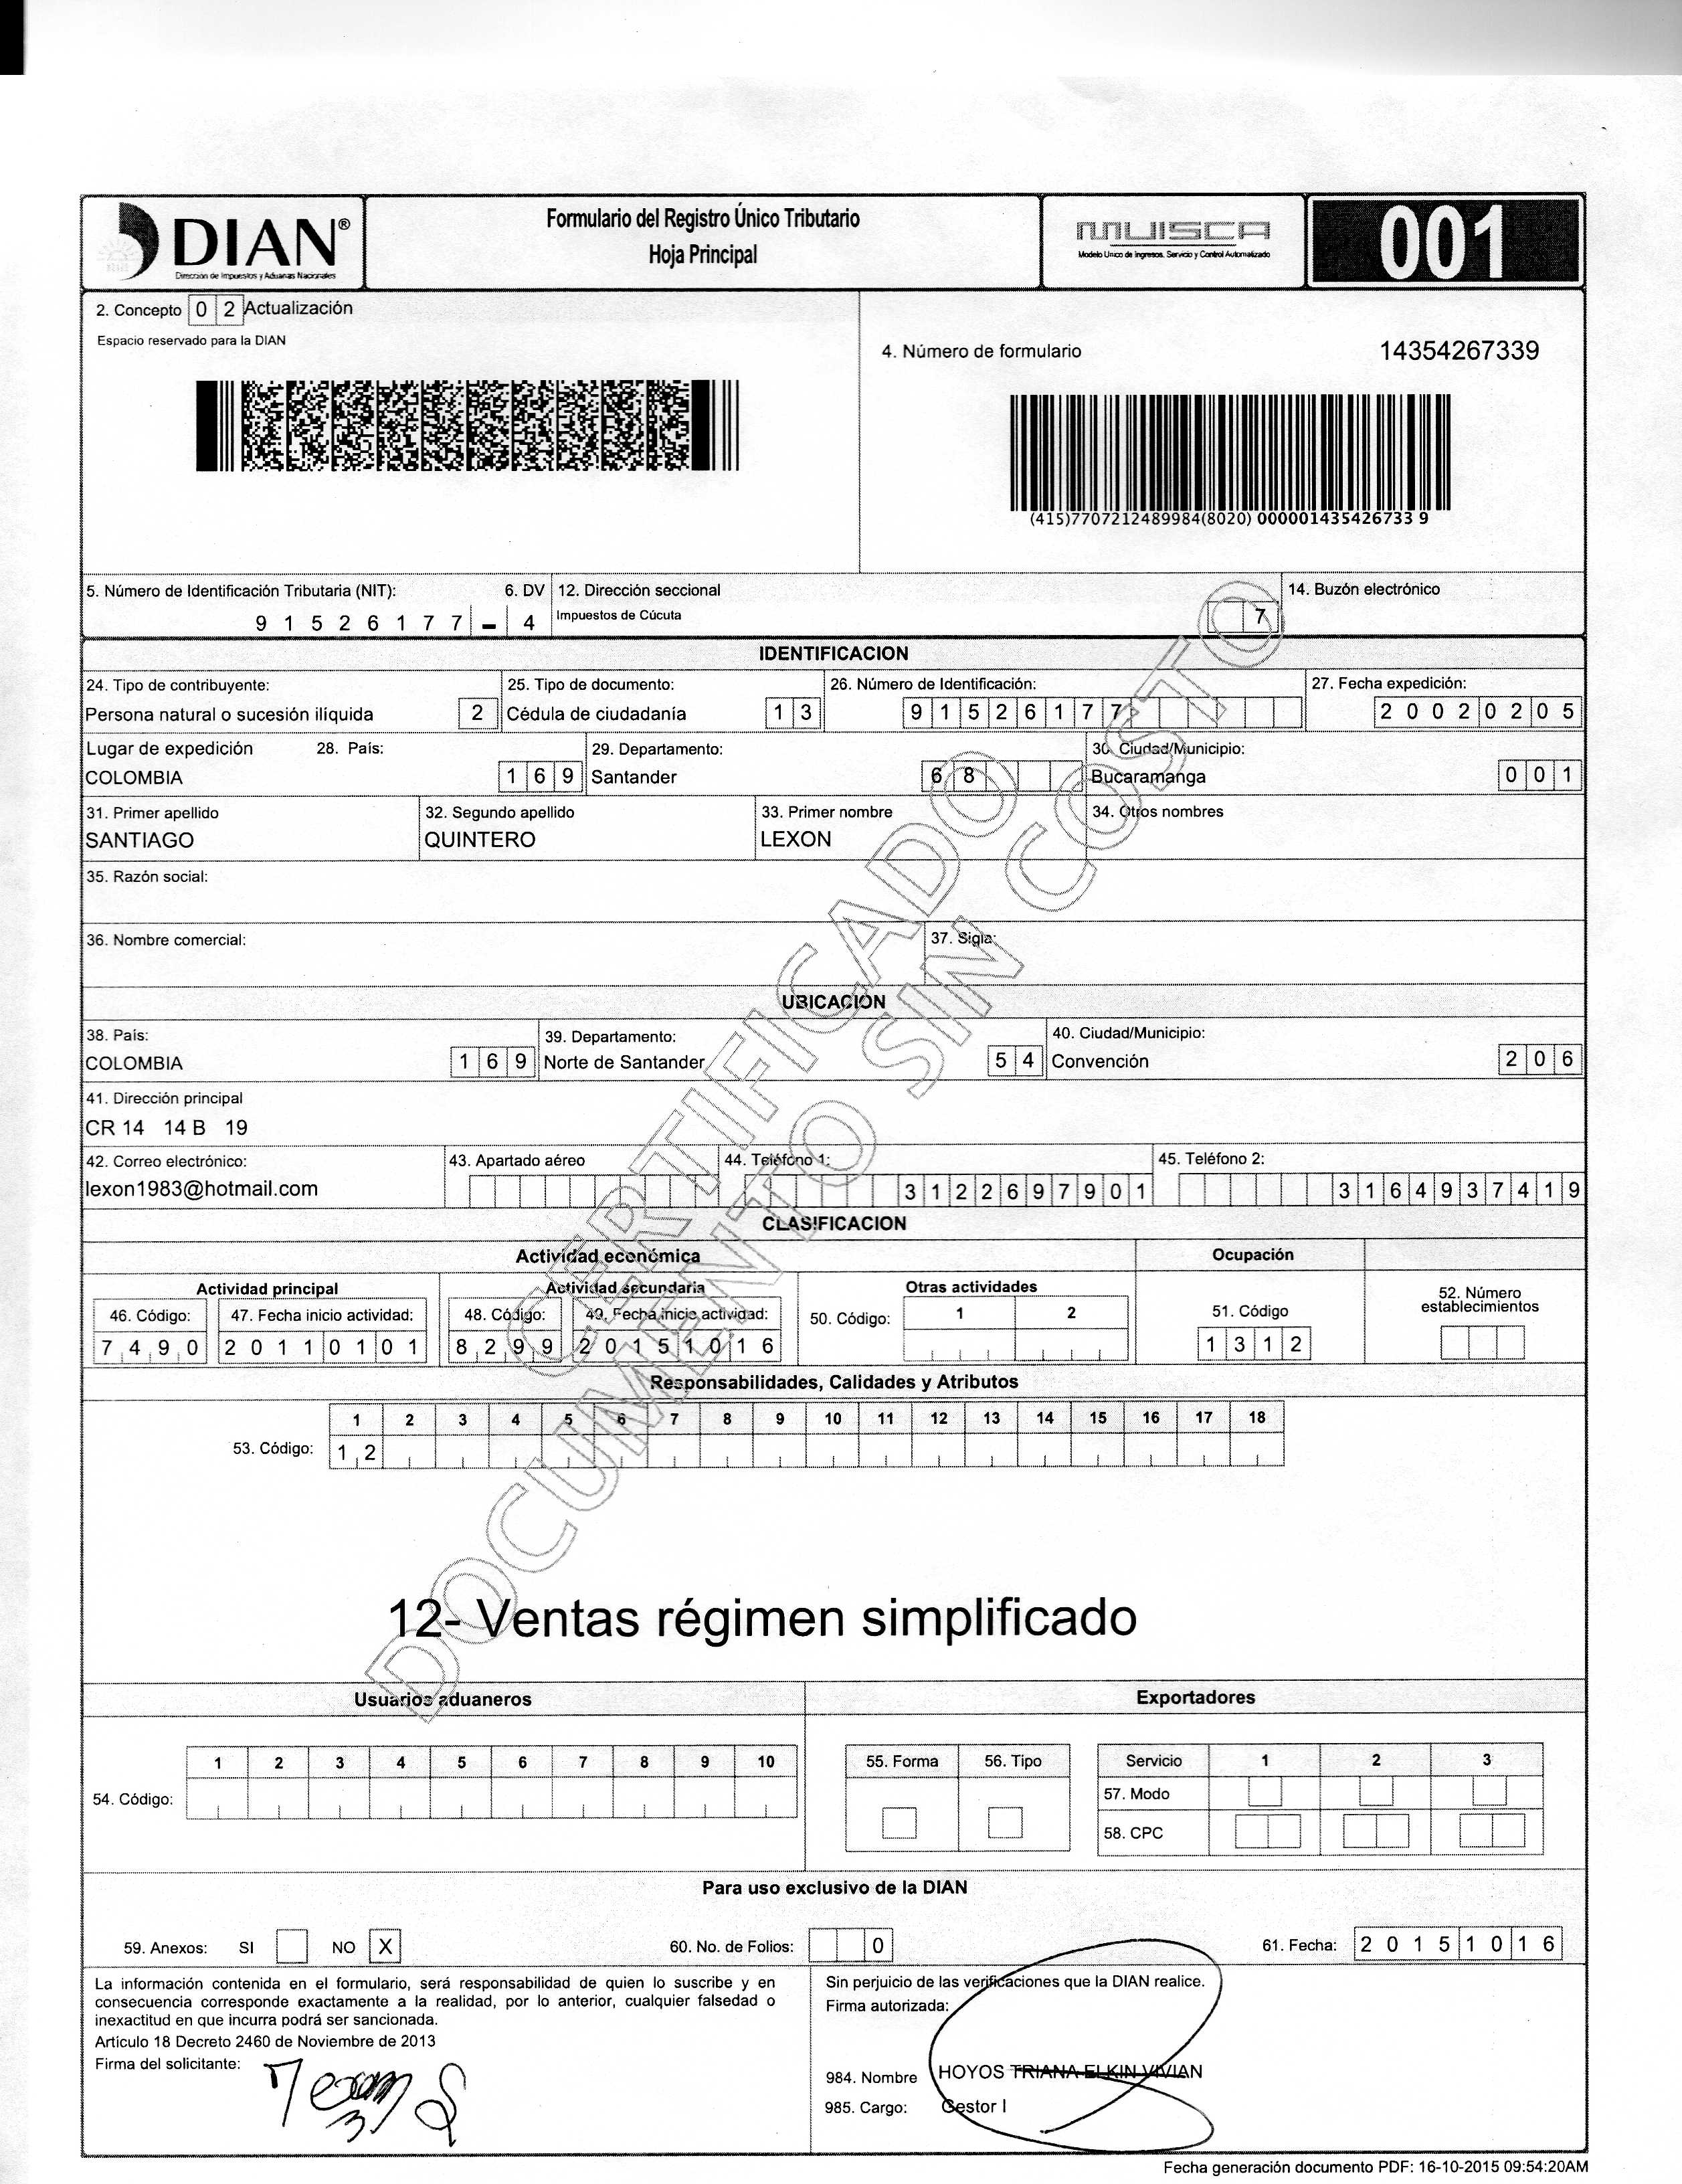 DIAN®
Dirección de Impuestos y Aduanas Nacionales
Formulario del Registro Único Tributario
Hoja Principal
MUISCA
Modelo Unico de Ingresos, Servicio y Control Automatizado
001
2. Concepto 0 2 Actualización
Espacio reservado para la DIAN
4. Número de formulario 14354267339
(415)7707212489984(8020) 000001435426733 9
5. Número de Identificación Tributaria (NIT): 6. DV 12. Dirección seccional 14. Buzón electrónico
9 1 5 2 6 1 7 7 - 4 Impuestos de Cúcuta 7
IDENTIFICACION
24. Tipo de contribuyente: 25. Tipo de documento: 26. Número de Identificación: 27. Fecha expedición:
Persona natural o sucesión ilíquida 2 Cédula de ciudadanía 1 3 9 1 5 2 6 1 7 7 2 0 0 2 0 2 0 5
Lugar de expedición 28. País: 29. Departamento: 30. Ciudad/Municipio:
COLOMBIA 1 6 9 Santander 6 8 Bucaramanga 0 0 1
31. Primer apellido 32. Segundo apellido 33. Primer nombre 34. Otros nombres
SANTIAGO QUINTERO LEXON
35. Razón social:
36. Nombre comercial: 37. Sigla:
UBICACION
38. País: 39. Departamento: 40. Ciudad/Municipio:
COLOMBIA 1 6 9 Norte de Santander 5 4 Convención 2 0 6
41. Dirección principal
CR 14 14 B 19
42. Correo electrónico: 43. Apartado aéreo 44. Teléfono 1: 45. Teléfono 2:
lexon1983@hotmail.com 3 1 2 2 6 9 7 9 0 1 3 1 6 4 9 3 7 4 1 9
CLASIFICACION
Actividad económica Ocupación
Actividad principal Actividad secundaria Otras actividades 52. Número establecimientos
46. Código: 47. Fecha inicio actividad: 48. Código: 49. Fecha inicio actividad: 50. Código: 1 2 51. Código
7 4 9 0 2 0 1 1 0 1 0 1 8 2 9 9 2 0 1 5 1 0 1 6 1 3 1 2
Responsabilidades, Calidades y Atributos
1 2 3 4 5 6 7 8 9 10 11 12 13 14 15 16 17 18
53. Código: 1 2
12- Ventas régimen simplificado
CERTIFICADO
DOCUMENTO SIN COSTO
Usuarios aduaneros Exportadores
1 2 3 4 5 6 7 8 9 10 55. Forma 56. Tipo Servicio 1 2 3
54. Código: 57. Modo
58. CPC
Para uso exclusivo de la DIAN
59. Anexos: SI NO X 60. No. de Folios: 0 61. Fecha: 2 0 1 5 1 0 1 6
La información contenida en el formulario, será responsabilidad de quien lo suscribe y en
consecuencia corresponde exactamente a la realidad, por lo anterior, cualquier falsedad o
inexactitud en que incurra podrá ser sancionada.
Articulo 18 Decreto 2460 de Noviembre de 2013
Firma del solicitante:
Sin perjuicio de las verificaciones que la DIAN realice.
Firma autorizada:
984. Nombre HOYOS TRIANA ELKIN VIVIAN
985. Cargo: Gestor I
Fecha generación documento PDF: 16-10-2015 09:54:20AM